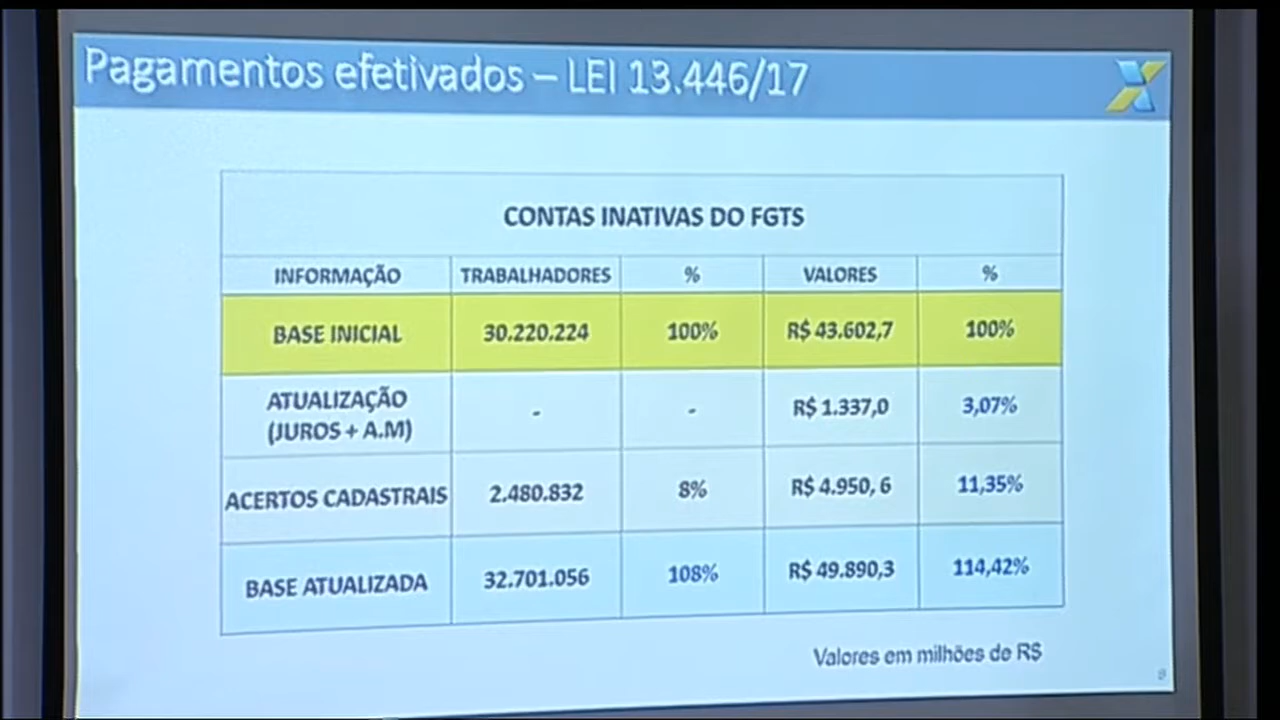 Pagamentos efetivados – LEI 13.446/17
CONTAS INATIVAS DO FGTS
INFORMAÇÃO TRABALHADORES % VALORES %
BASE INICIAL 30.220.224 100% R$ 43.602,7 100%
ATUALIZAÇÃO
(JUROS + A.M) - - R$ 1.337,0 3,07%
ACERTOS CADASTRAIS 2.480.832 8% R$ 4.950, 6 11,35%
BASE ATUALIZADA 32.701.056 108% R$ 49.890,3 114,42%
Valores em milhões de R$